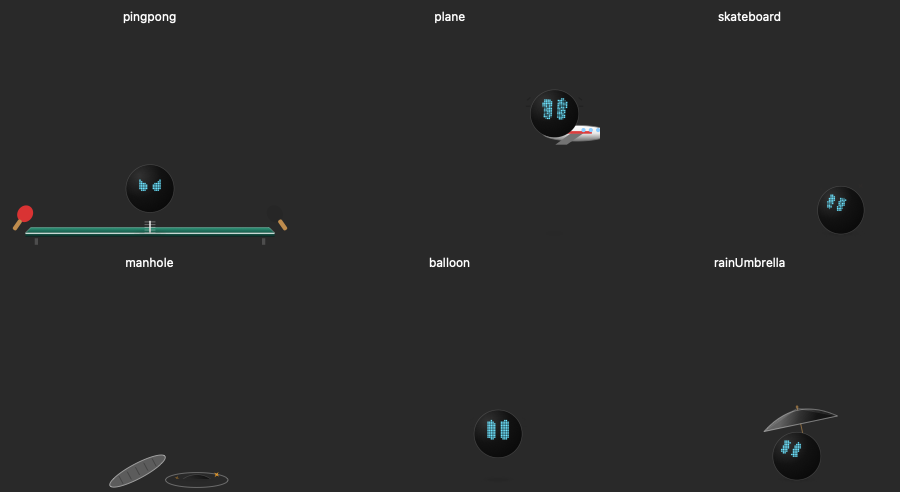 pingpong
plane
skateboard
manhole
balloon
rainUmbrella